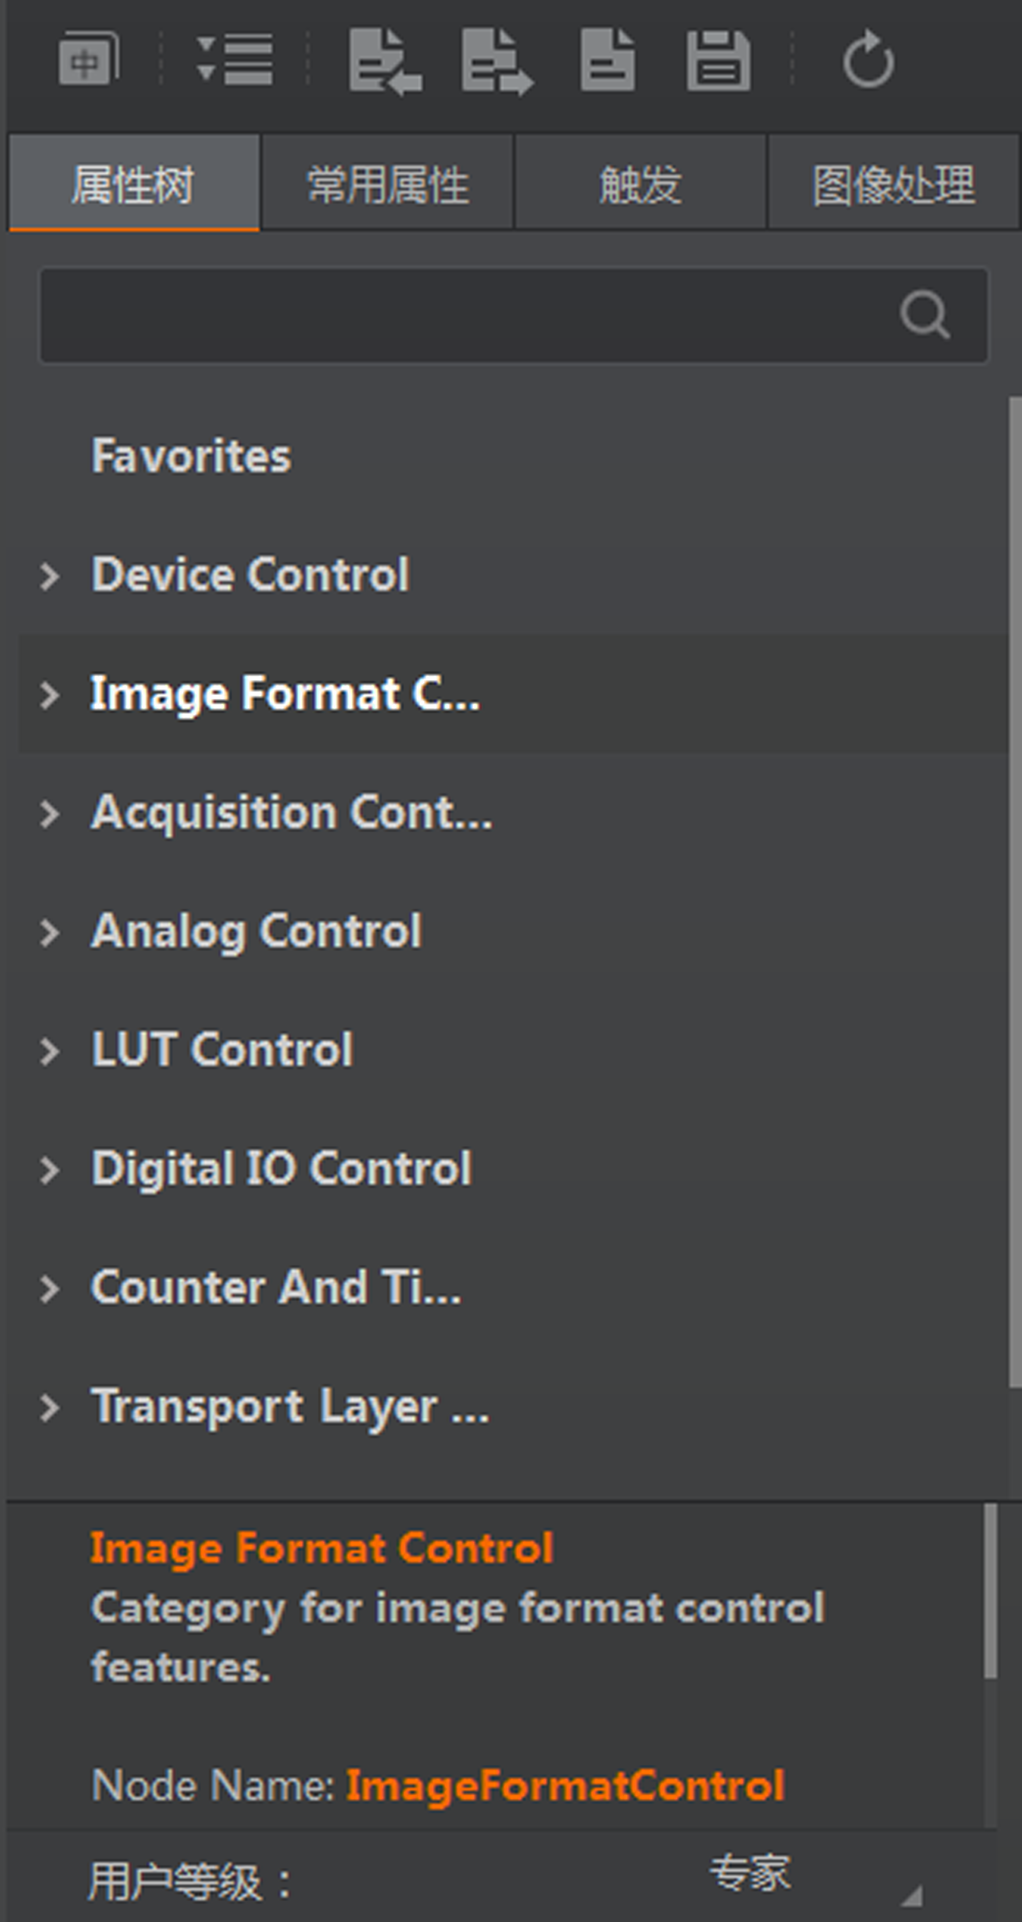 中
属性树 常用属性 触发 图像处理
Favorites
Device Control
Image Format C...
Acquisition Cont...
Analog Control
LUT Control
Digital IO Control
Counter And Ti...
Transport Layer ...
Image Format Control
Category for image format control
features.
Node Name: ImageFormatControl
用户等级： 专家